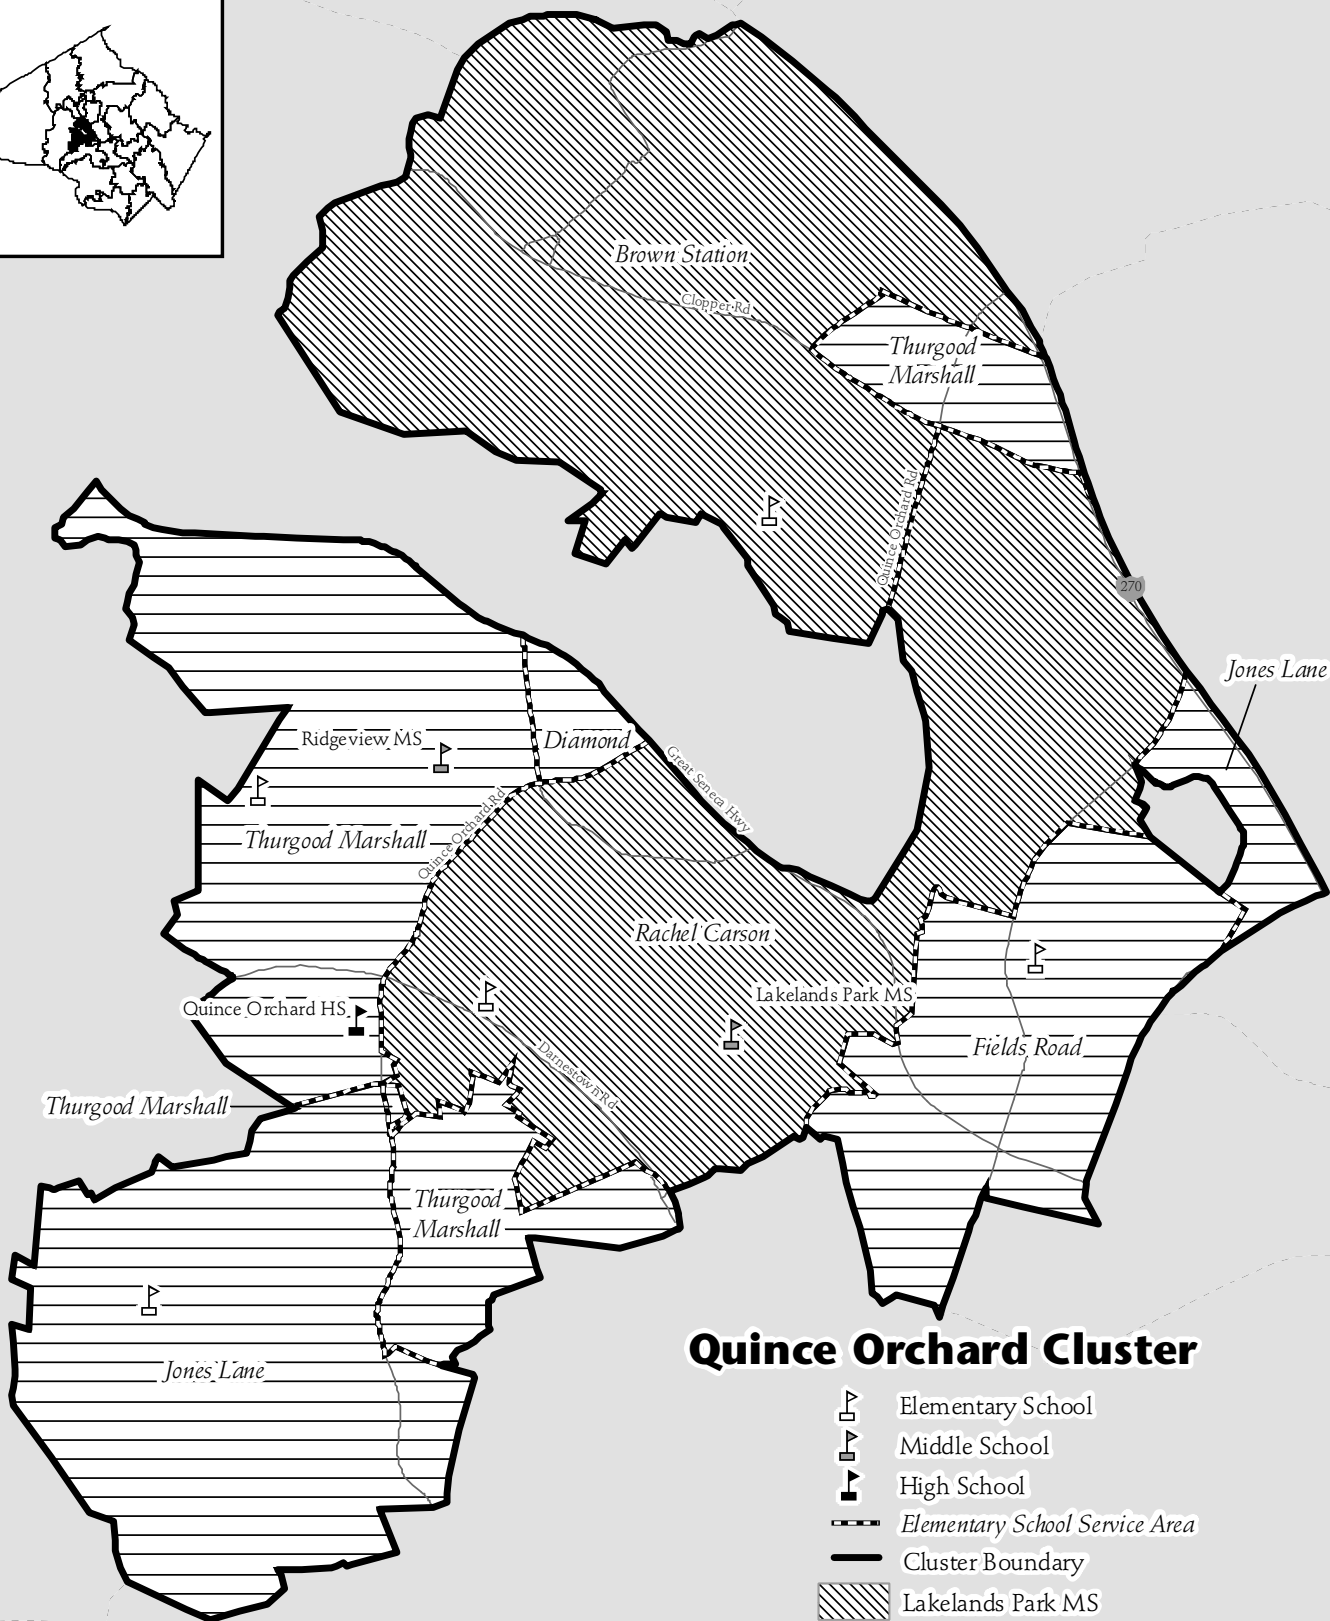 Brown Station
Clopper Rd
Thurgood
Marshall
Quince Orchard Rd
270
Jones Lane
Ridgeview MS
Diamond
Great Seneca Hwy
Quince Orchard Rd
Thurgood Marshall
Rachel Carson
Lakelands Park MS
Quince Orchard HS
Fields Road
Darnestown Rd
Thurgood Marshall
Thurgood
Marshall
Jones Lane
Quince Orchard Cluster
Elementary School
Middle School
High School
Elementary School Service Area
Cluster Boundary
Lakelands Park MS